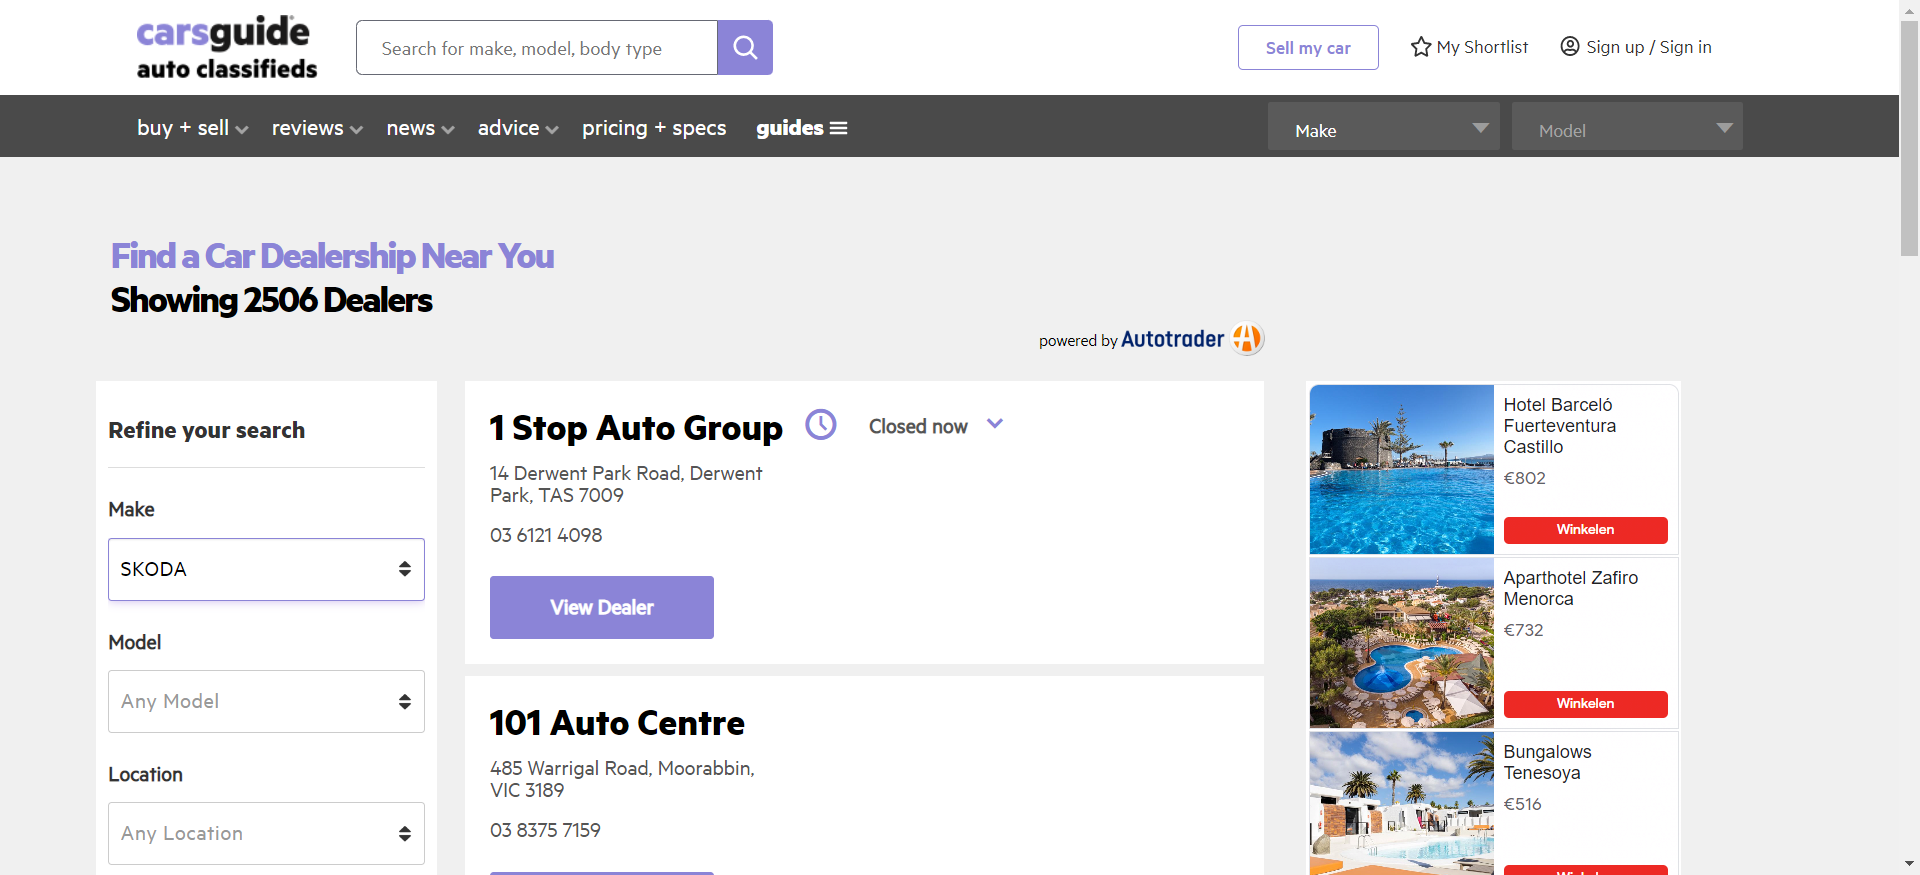 carsguide
auto classifieds
Search for make, model, body type
Sell my car
My Shortlist
Sign up / Sign in
buy + sell
reviews
news
advice
pricing + specs
guides
Make
Model
Find a Car Dealership Near You
Showing 2506 Dealers
powered by Autotrader
Refine your search
Make
SKODA
Model
Any Model
Location
Any Location
1 Stop Auto Group
Closed now
14 Derwent Park Road, Derwent
Park, TAS 7009
03 6121 4098
View Dealer
101 Auto Centre
485 Warrigal Road, Moorabbin,
VIC 3189
03 8375 7159
Hotel Barceló
Fuerteventura
Castillo
€802
Winkelen
Aparthotel Zafiro
Menorca
€732
Winkelen
Bungalows
Tenesoya
€516